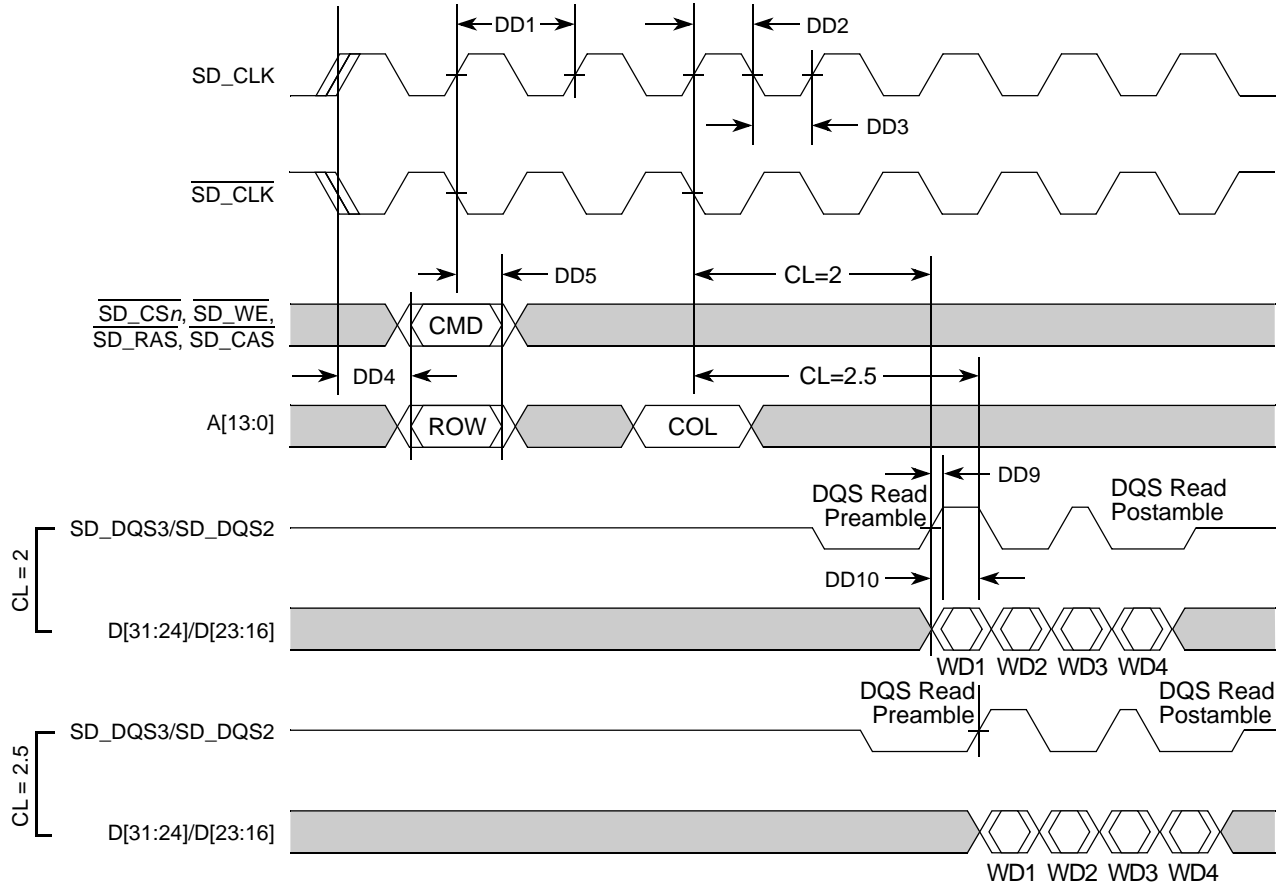 DD1
DD2
SD_CLK
DD3
SD_CLK
DD5
CL=2
SD_CSn, SD_WE,
SD_RAS, SD_CAS
CMD
DD4
CL=2.5
A[13:0]
ROW
COL
DD9
DQS Read
Preamble
DQS Read
Postamble
CL = 2
SD_DQS3/SD_DQS2
DD10
D[31:24]/D[23:16]
WD1 WD2 WD3 WD4
DQS Read
Preamble
DQS Read
Postamble
CL = 2.5
SD_DQS3/SD_DQS2
D[31:24]/D[23:16]
WD1 WD2 WD3 WD4